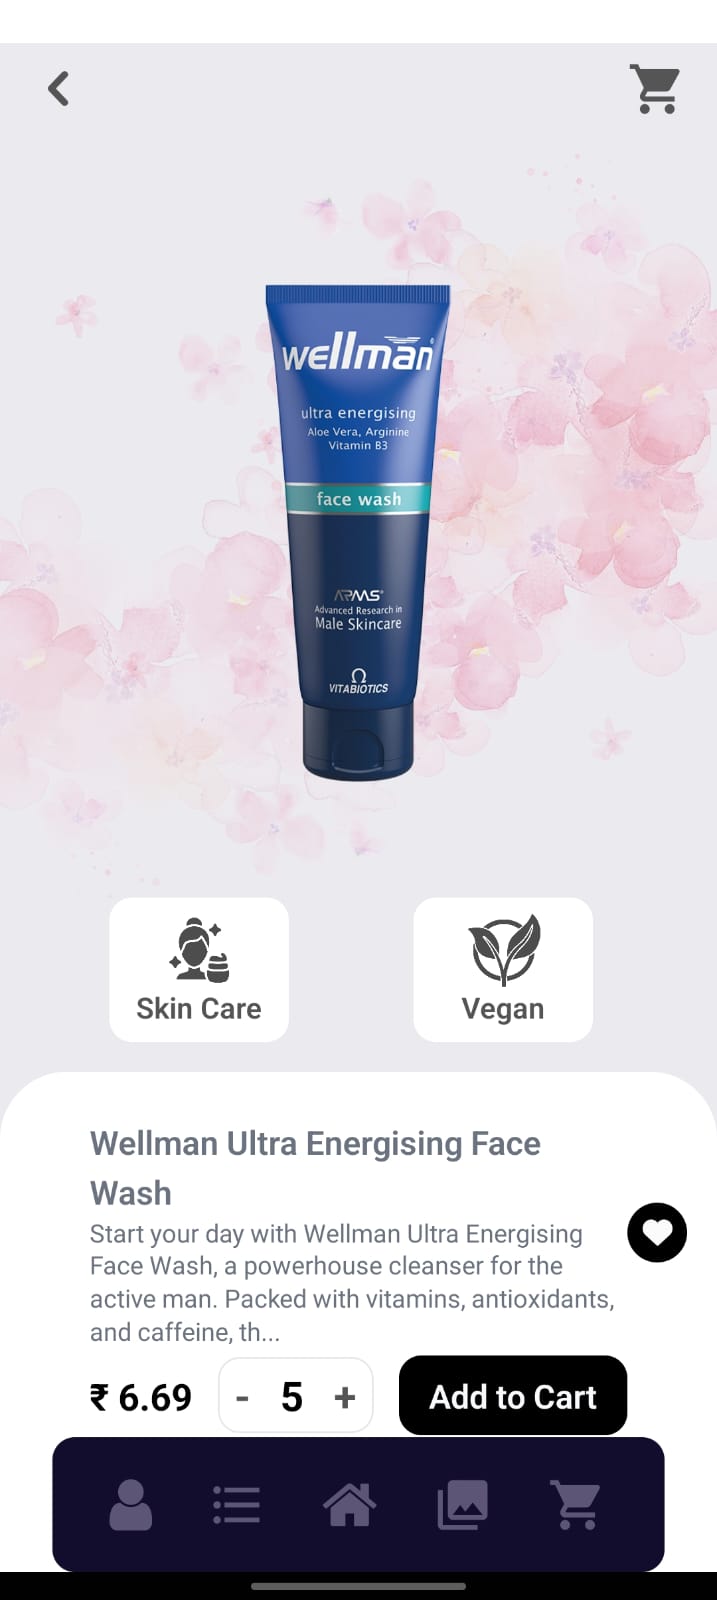 wellman®
ultra energising
Aloe Vera, Arginine
Vitamin B3
face wash
ARMS®
Advanced Research in
Male Skincare
VITABIOTICS
Skin Care
Vegan
Wellman Ultra Energising Face
Wash
Start your day with Wellman Ultra Energising
Face Wash, a powerhouse cleanser for the
active man. Packed with vitamins, antioxidants,
and caffeine, th...
₹ 6.69 - 5 + Add to Cart